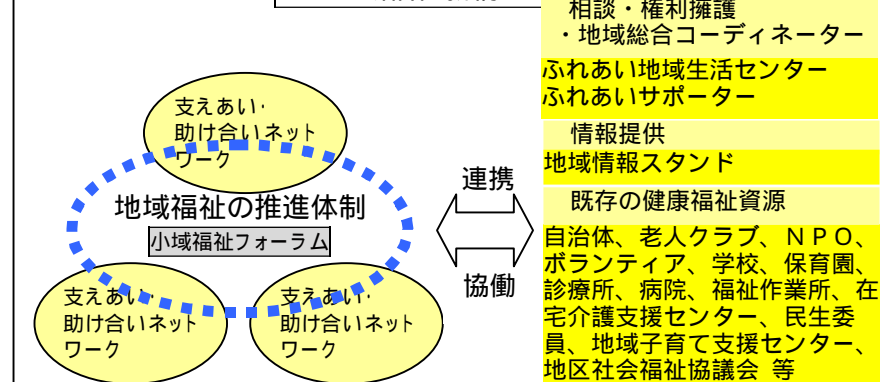 支えあい・
助け合いネット
ワーク
地域福祉の推進体制
小域福祉フォーラム
支えあい・
助け合いネット
ワーク
支えあい・
助け合いネット
ワーク
連携
協働
相談・権利擁護
・地域総合コーディネーター
ふれあい地域生活センター
ふれあいサポーター
情報提供
地域情報スタンド
既存の健康福祉資源
自治体、老人クラブ、ＮＰＯ、
ボランティア、学校、保育園、
診療所、病院、福祉作業所、在
宅介護支援センター、民生委
員、地域子育て支援センター、
地区社会福祉協議会 等